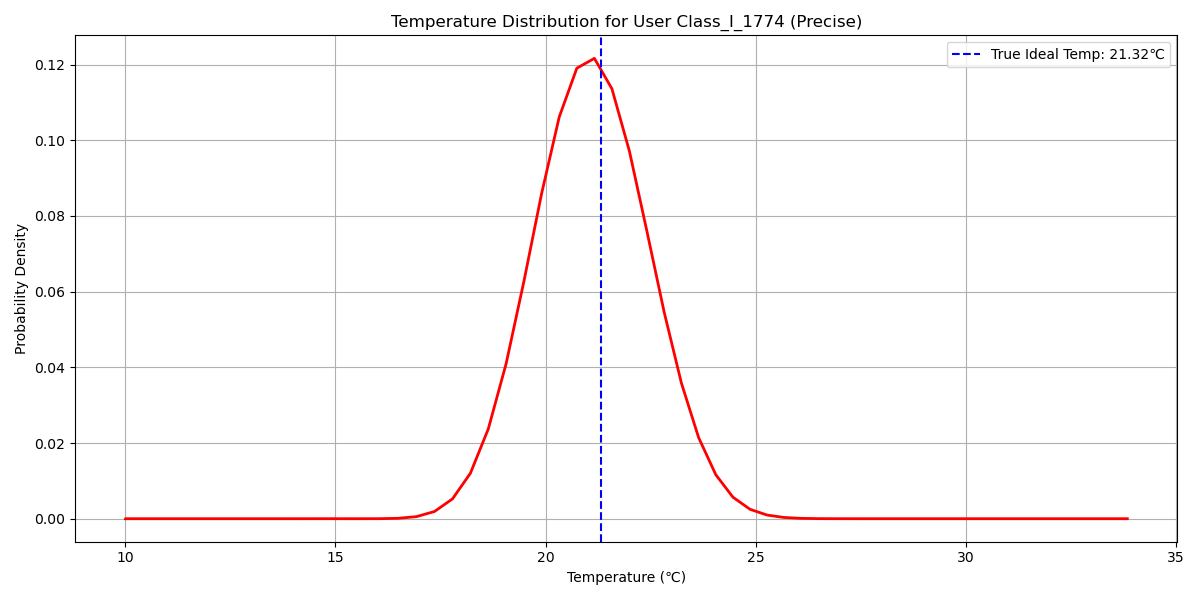 Temperature Distribution for User Class_I_1774 (Precise)
True Ideal Temp: 21.32℃
Probability Density
0.12
0.10
0.08
0.06
0.04
0.02
0.00
10 15 20 25 30 35
Temperature (℃)